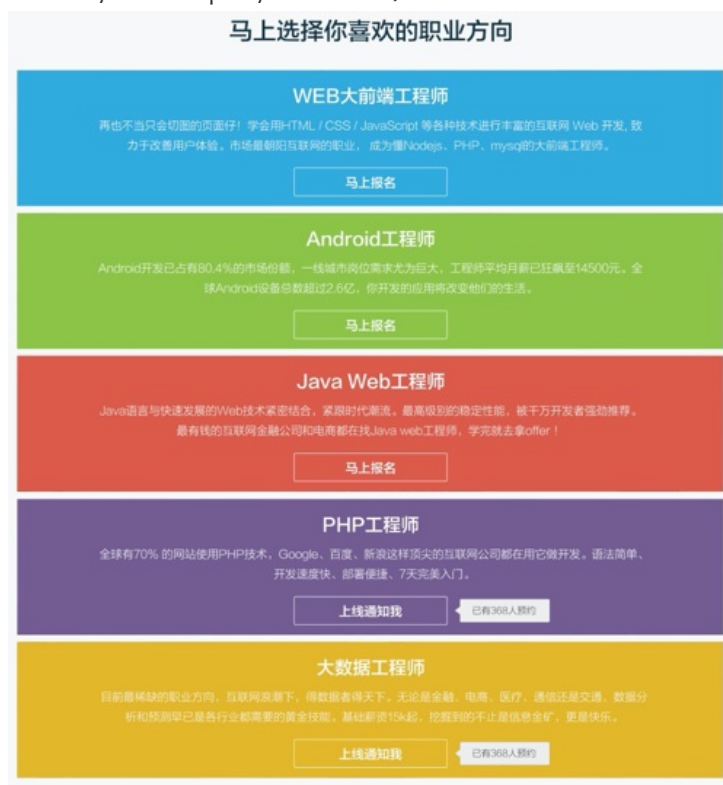 马上选择你喜欢的职业方向
WEB大前端工程师
再也不当只会切图的页面仔！学会用HTML / CSS / JavaScript 等各种技术进行丰富的互联网 Web 开发, 致
力于改善用户体验。市场最朝阳互联网的职业， 成为懂Nodejs、PHP、mysql的大前端工程师。
马上报名
Android工程师
Android开发已占有80.4%的市场份额，一线城市岗位需求尤为巨大，工程师平均月薪已狂飙至14500元。全
球Android设备总数超过2.6亿，你开发的应用将改变他们的生活。
马上报名
Java Web工程师
Java语言与快速发展的Web技术紧密结合，紧跟时代潮流。最高级别的稳定性能，被千万开发者强劲推荐。
最有钱的互联网金融公司和电商都在找Java web工程师，学完就去拿offer！
马上报名
PHP工程师
全球有70% 的网站使用PHP技术，Google、百度、新浪这样顶尖的互联网公司都在用它做开发。语法简单、
开发速度快、部署便捷、7天完美入门。
上线通知我
已有368人预约
大数据工程师
目前最稀缺的职业方向，互联网浪潮下，得数据者得天下。无论是金融、电商、医疗、通信还是交通，数据分
析和预测早已是各行业都需要的黄金技能。基础薪资15k起，挖掘到的不止是信息金矿，更是快乐。
上线通知我
已有368人预约